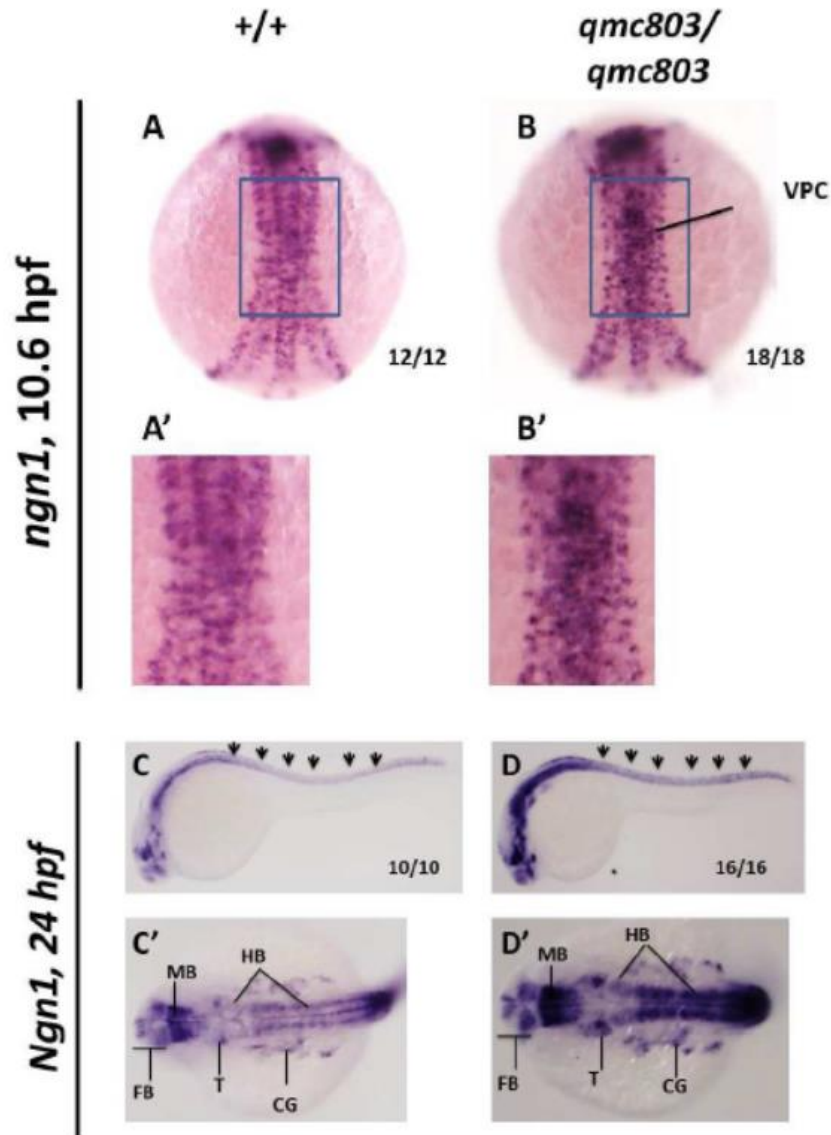 +/+
qmc803/
qmc803
ngn1, 10.6 hpf
A
B
VPC
12/12
18/18
A'
B'
Ngn1, 24 hpf
C
D
10/10
16/16
C'
HB
MB
FB
T
CG
D'
HB
MB
FB
T
CG